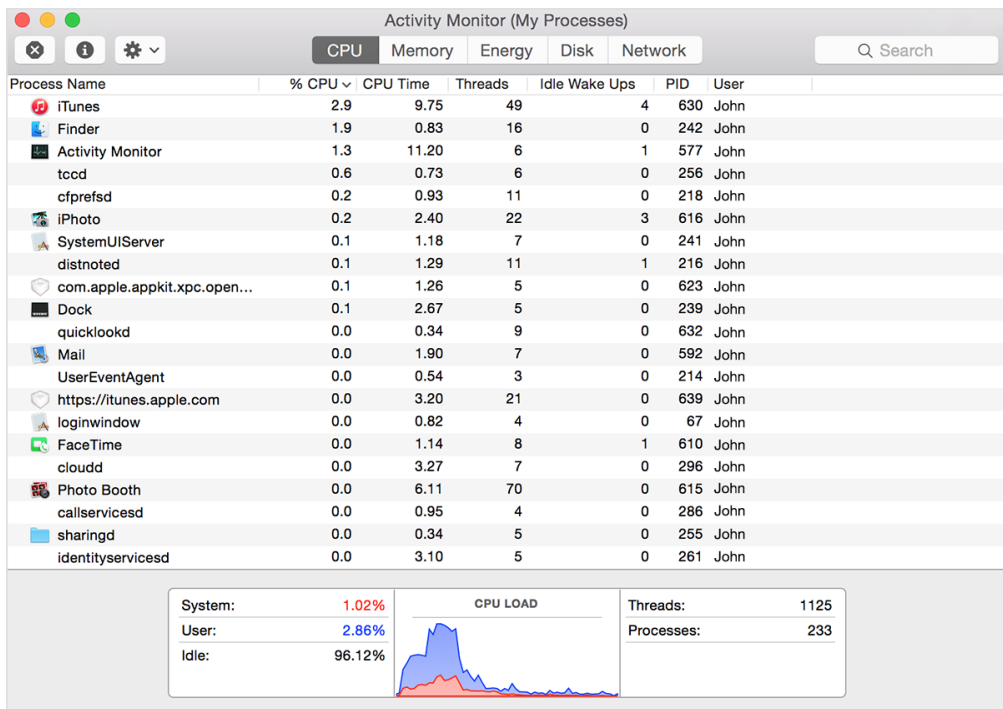 Activity Monitor (My Processes)
CPU Memory Energy Disk Network Search
Process Name % CPU CPU Time Threads Idle Wake Ups PID User
iTunes 2.9 9.75 49 4 630 John
Finder 1.9 0.83 16 0 242 John
Activity Monitor 1.3 11.20 6 1 577 John
tccd 0.6 0.73 6 0 256 John
cfprefsd 0.2 0.93 11 0 218 John
iPhoto 0.2 2.40 22 3 616 John
SystemUIServer 0.1 1.18 7 0 241 John
distnoted 0.1 1.29 11 1 216 John
com.apple.appkit.xpc.open... 0.1 1.26 5 0 623 John
Dock 0.1 2.67 5 0 239 John
quicklookd 0.0 0.34 9 0 632 John
Mail 0.0 1.90 7 0 592 John
UserEventAgent 0.0 0.54 3 0 214 John
https://itunes.apple.com 0.0 3.20 21 0 639 John
loginwindow 0.0 0.82 4 0 67 John
FaceTime 0.0 1.14 8 1 610 John
cloudd 0.0 3.27 7 0 296 John
Photo Booth 0.0 6.11 70 0 615 John
callservicesd 0.0 0.95 4 0 286 John
sharingd 0.0 0.34 5 0 255 John
identityservicesd 0.0 3.10 5 0 261 John
System: 1.02% CPU LOAD Threads: 1125
User: 2.86% Processes: 233
Idle: 96.12%